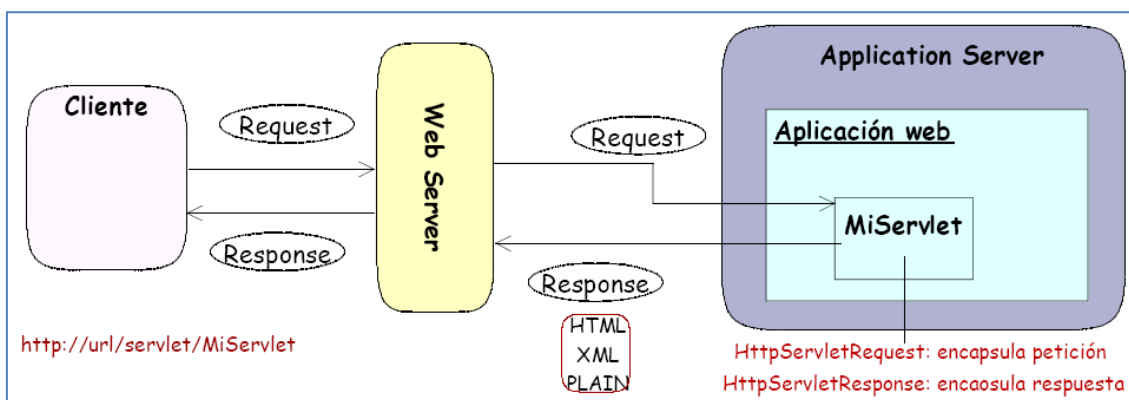 Cliente
Request
Response
http://url/servlet/MiServlet
Web Server
Request
Response
HTML
XML
PLAIN
Application Server
Aplicación web
MiServlet
HttpServletRequest: encapsula petición
HttpServletResponse: encaosula respuesta